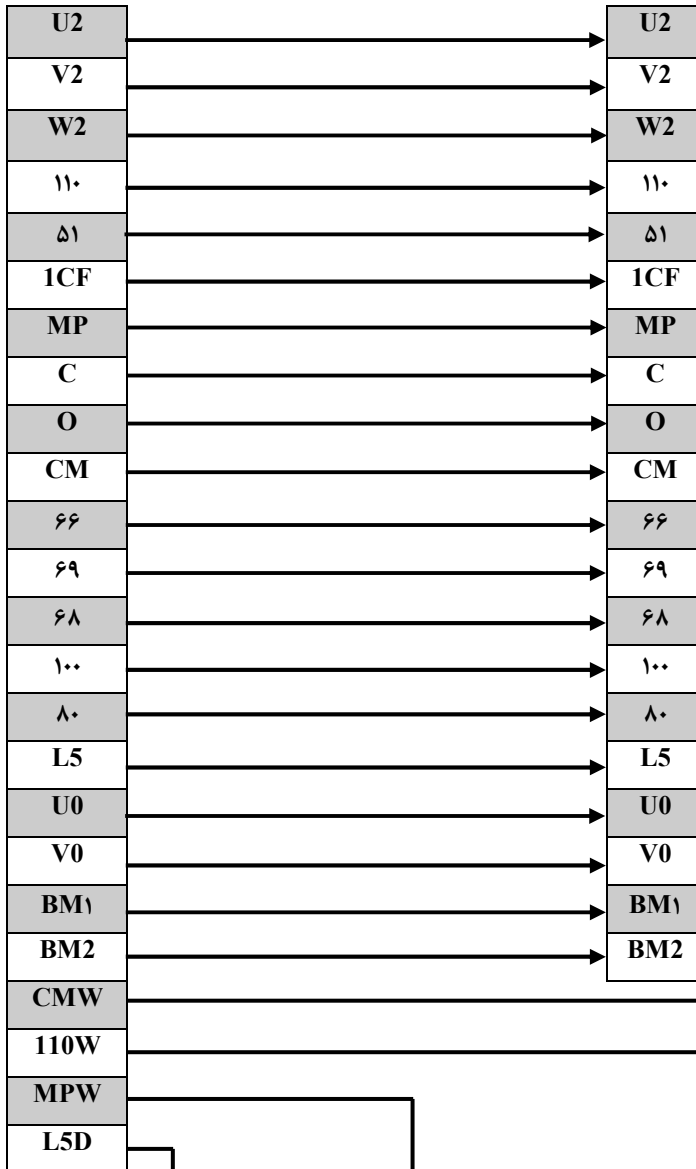 U2 U2
V2 V2
W2 W2
۱۱۰ ۱۱۰
۵۱ ۵۱
1CF 1CF
MP MP
C C
O O
CM CM
۶۶ ۶۶
۶۹ ۶۹
۶۸ ۶۸
۱۰۰ ۱۰۰
۸۰ ۸۰
L5 L5
U0 U0
V0 V0
BM۱ BM۱
BM2 BM2
CMW
110W
MPW
L5D